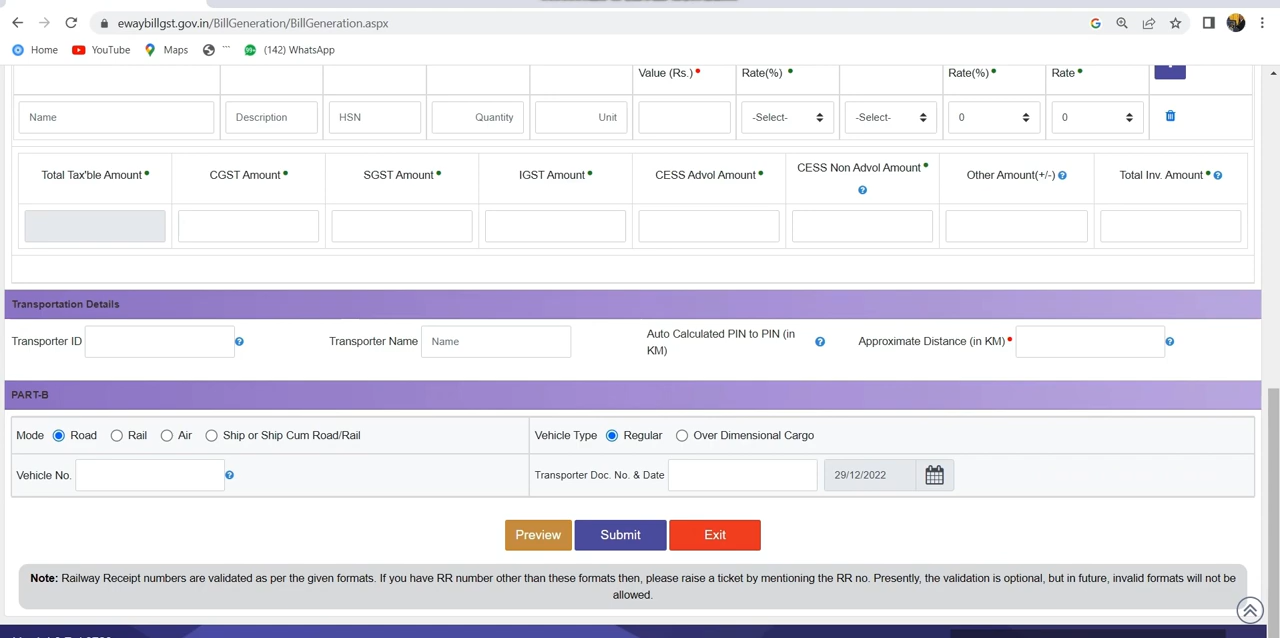 ewaybillgst.gov.in/BillGeneration/BillGeneration.aspx
Home YouTube Maps (142) WhatsApp
Value (Rs.) Rate(%) Rate(%) Rate
Name Description HSN Quantity Unit -Select- -Select- 0 0
Total Tax'ble Amount CGST Amount SGST Amount IGST Amount CESS Advol Amount CESS Non Advol Amount Other Amount(+/-) Total Inv. Amount
Transportation Details
Transporter ID Transporter Name Name Auto Calculated PIN to PIN (in KM) Approximate Distance (in KM)
PART-B
Mode Road Rail Air Ship or Ship Cum Road/Rail Vehicle Type Regular Over Dimensional Cargo
Vehicle No. Transporter Doc. No. & Date 29/12/2022
Preview Submit Exit
Note: Railway Receipt numbers are validated as per the given formats. If you have RR number other than these formats then, please raise a ticket by mentioning the RR no. Presently, the validation is optional, but in future, invalid formats will not be
allowed.